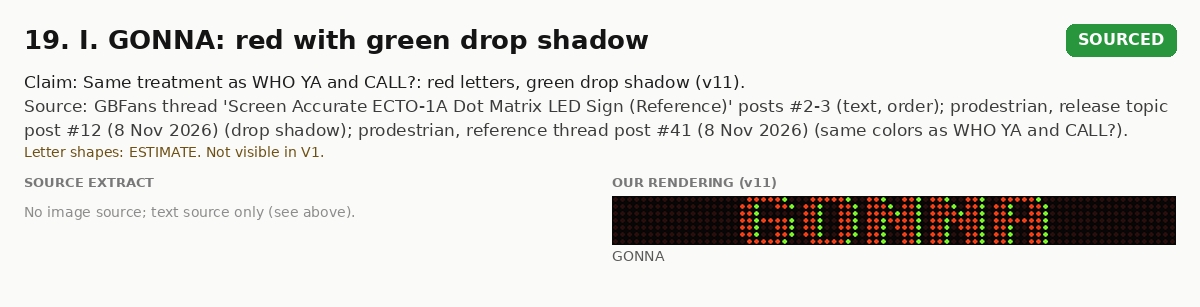 19. I. GONNA: red with green drop shadow
SOURCED
Claim: Same treatment as WHO YA and CALL?: red letters, green drop shadow (v11).
Source: GBFans thread 'Screen Accurate ECTO-1A Dot Matrix LED Sign (Reference)' posts #2-3 (text, order); prodestrian, release topic
post #12 (8 Nov 2026) (drop shadow); prodestrian, reference thread post #41 (8 Nov 2026) (same colors as WHO YA and CALL?).
Letter shapes: ESTIMATE. Not visible in V1.
SOURCE EXTRACT
No image source; text source only (see above).
OUR RENDERING (v11)
GONNA
GONNA